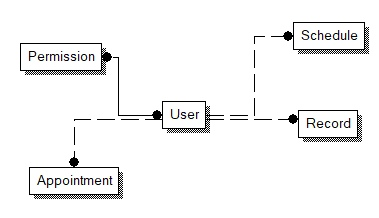 Schedule
Permission
User
Record
Appointment